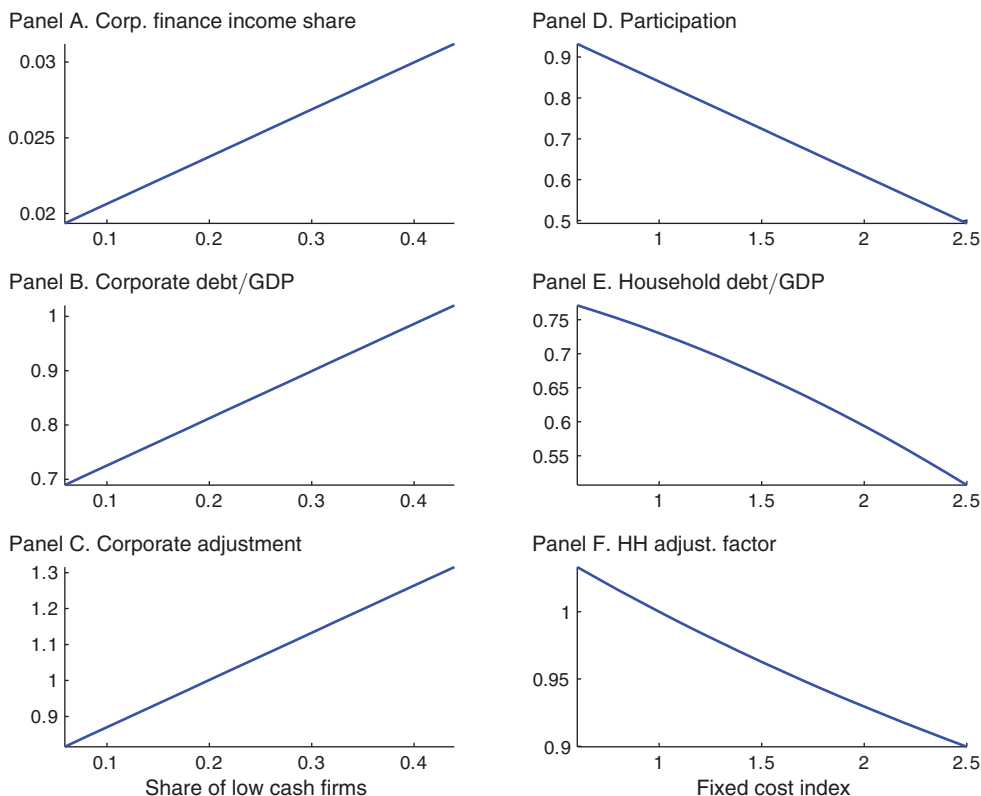 Panel A. Corp. finance income share
0.03
0.025
0.02
0.1 0.2 0.3 0.4
Panel B. Corporate debt/GDP
1
0.9
0.8
0.7
0.1 0.2 0.3 0.4
Panel C. Corporate adjustment
1.3
1.2
1.1
1
0.9
0.1 0.2 0.3 0.4
Share of low cash firms
Panel D. Participation
0.9
0.8
0.7
0.6
0.5
1 1.5 2 2.5
Panel E. Household debt/GDP
0.75
0.7
0.65
0.6
0.55
1 1.5 2 2.5
Panel F. HH adjust. factor
1
0.95
0.9
1 1.5 2 2.5
Fixed cost index